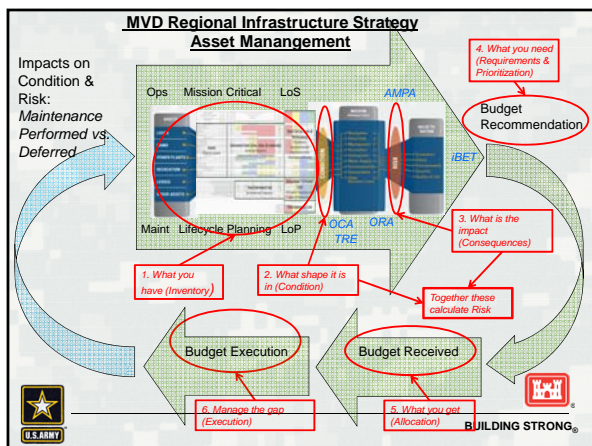 MVD Regional Infrastructure Strategy
Asset Manangement
Impacts on
Condition &
Risk:
Maintenance
Performed vs.
Deferred
Ops Mission Critical LoS
AMPA
4. What you need
(Requirements &
Prioritization)
Budget
Recommendation
iBET
RECREATION
Maint Lifecycle Planning LoP
OCA
TRE
ORA
3. What is the
impact
(Consequences)
1. What you
have (Inventory)
2. What shape it is
in (Condition)
Together these
calculate Risk
Budget Execution
Budget Received
6. Manage the gap
(Execution)
5. What you get
(Allocation)
U.S.ARMY
BUILDING STRONG®